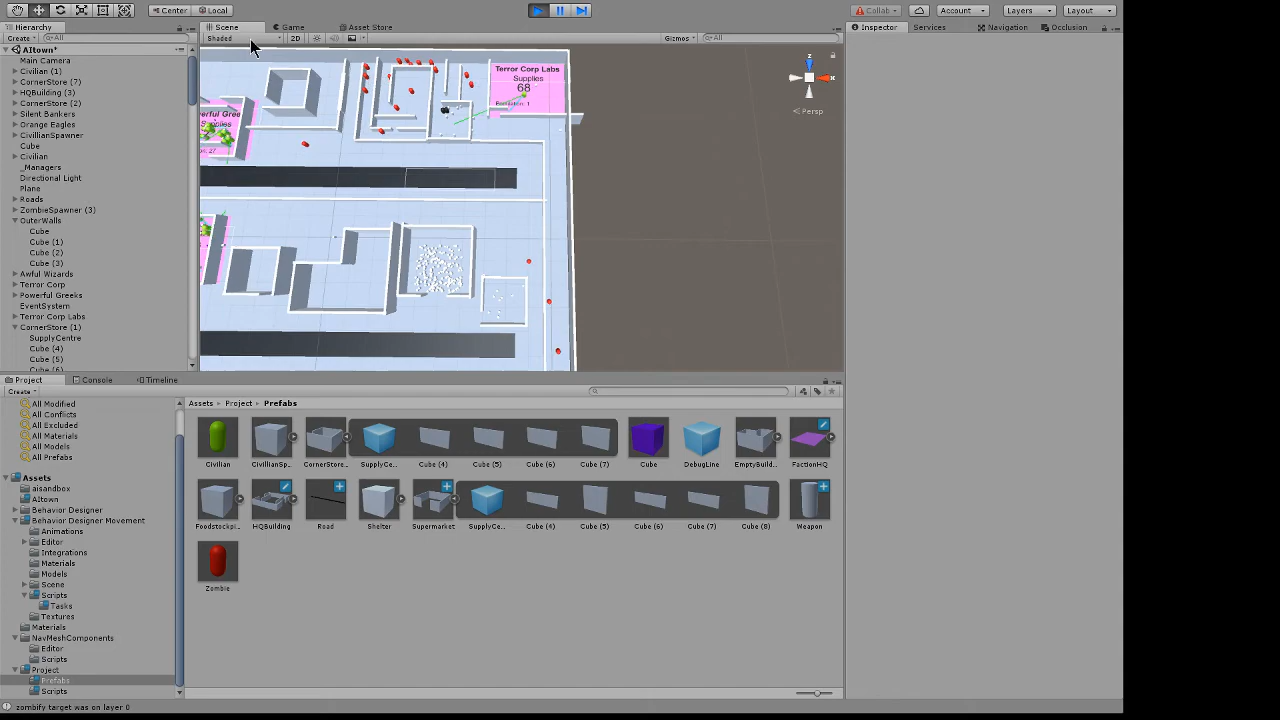 Center Local Collab Account Layers Layout
Hierarchy Scene Game Asset Store Inspector Services Navigation Occlusion
Create All Shaded 2D Gizmos All
AItown*
Main Camera
Civilian (1)
CornerStore (7)
HQBuilding (3)
CornerStore (2)
Silent Bankers
Orange Eagles
CivillianSpawner
Cube
Civilian
_Managers
Directional Light
Plane
Roads
ZombieSpawner (3)
OuterWalls
Cube
Cube (1)
Cube (2)
Cube (3)
Awful Wizards
Terror Corp
Powerful Greeks
EventSystem
Terror Corp Labs
CornerStore (1)
SupplyCentre
Cube (4)
Cube (5)
Terror Corp Labs
Supplies
68
z
x
Persp
Project Console Timeline
Create
All Modified
All Conflicts
All Excluded
All Materials
All Models
All Prefabs
Assets
aisandbox
AItown
Behavior Designer
Behavior Designer Movement
Animations
Editor
Integrations
Materials
Models
Scene
Scripts
Tasks
Textures
Materials
NavMeshComponents
Editor
Scripts
Project
Prefabs
Scripts
Assets Project Prefabs
Civilian CivillianSp... CornerStore... SupplyCe... Cube (4) Cube (5) Cube (6) Cube (7) Cube DebugLine EmptyBuild... FactionHQ
Foodstockpi... HQBuilding Road Shelter Supermarket SupplyCe... Cube (4) Cube (5) Cube (6) Cube (7) Cube (8) Weapon
Zombie
zombify target was on layer 0